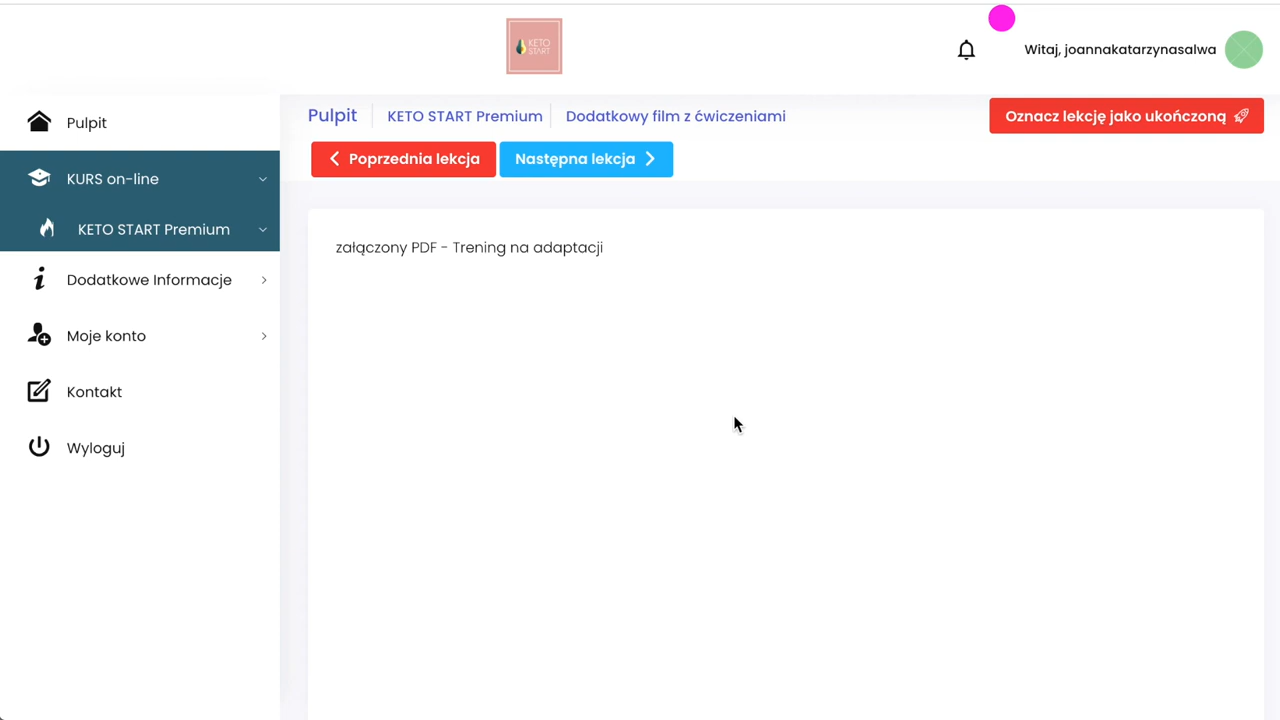 KETO
START
Witaj, joannakatarzynasalwa
Pulpit
KURS on-line
KETO START Premium
Dodatkowe Informacje
Moje konto
Kontakt
Wyloguj
Pulpit KETO START Premium Dodatkowy film z ćwiczeniami
Oznacz lekcję jako ukończoną
Poprzednia lekcja Następna lekcja
załączony PDF - Trening na adaptacji